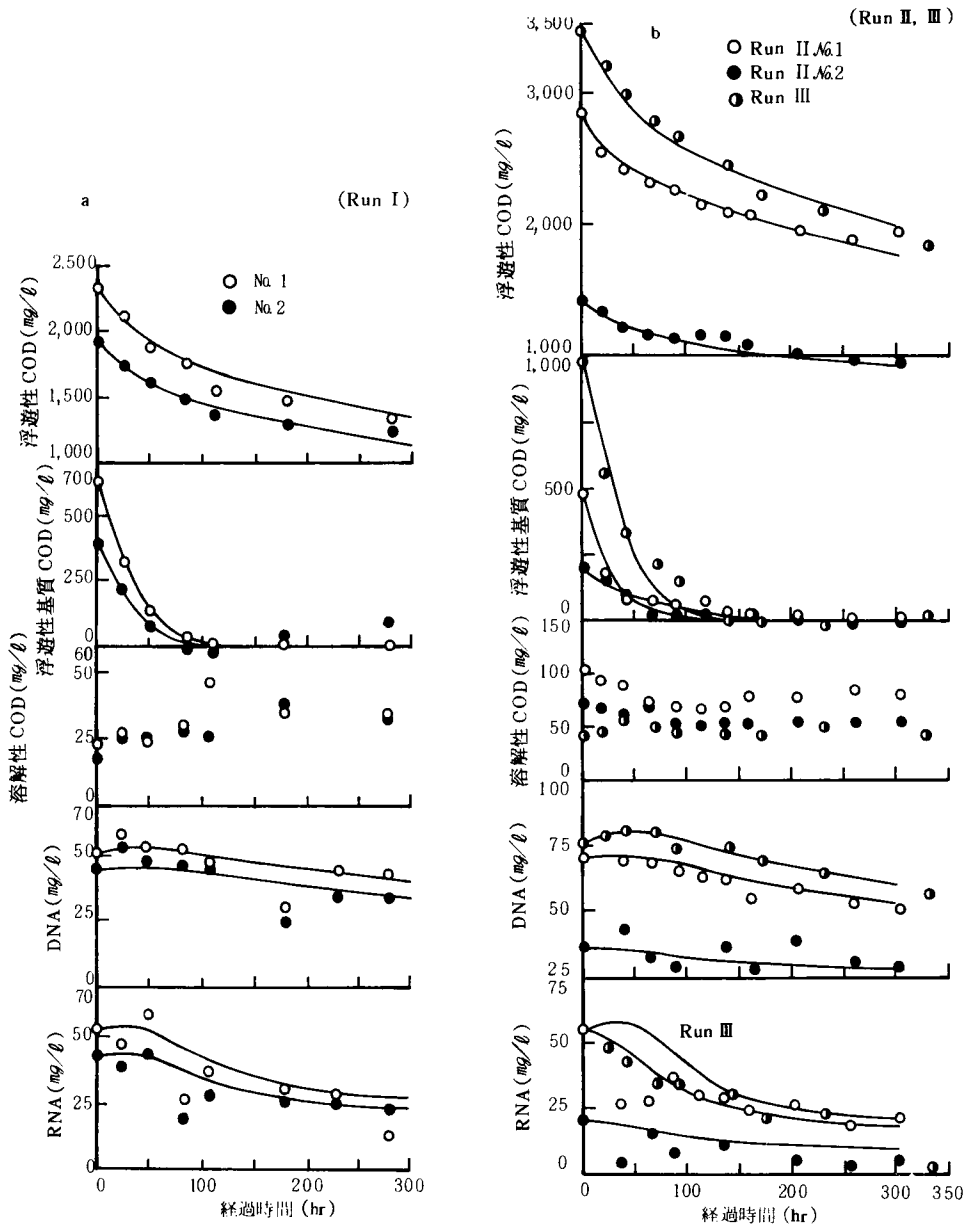 a
(Run I)
○ No. 1
● No. 2
浮遊性COD(mg/l)
2,500
2,000
1,500
1,000
浮遊性基質COD(mg/l)
700
500
250
0
溶解性COD(mg/l)
60
50
25
0
DNA(mg/l)
70
50
25
0
RNA(mg/l)
70
50
25
0
0 100 200 300
経過時間 (hr)
b
(Run II, III)
○ Run II No.1
● Run II No.2
◑ Run III
浮遊性COD(mg/l)
3,500
3,000
2,000
1,000
浮遊性基質COD(mg/l)
1,000
500
0
溶解性COD(mg/l)
150
100
50
0
DNA(mg/l)
100
75
50
25
RNA(mg/l)
75
50
25
0
Run III
0 100 200 300 350
経過時間 (hr)